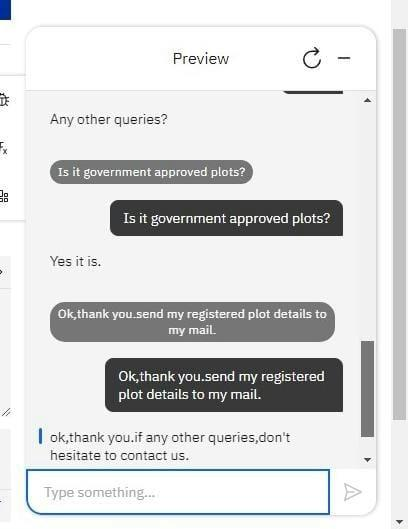 Preview
Any other queries?
Is it government approved plots?
Is it government approved plots?
Yes it is.
Ok,thank you.send my registered plot details to
my mail.
Ok,thank you.send my registered
plot details to my mail.
ok,thank you.if any other queries,don't
hesitate to contact us.
Type something...